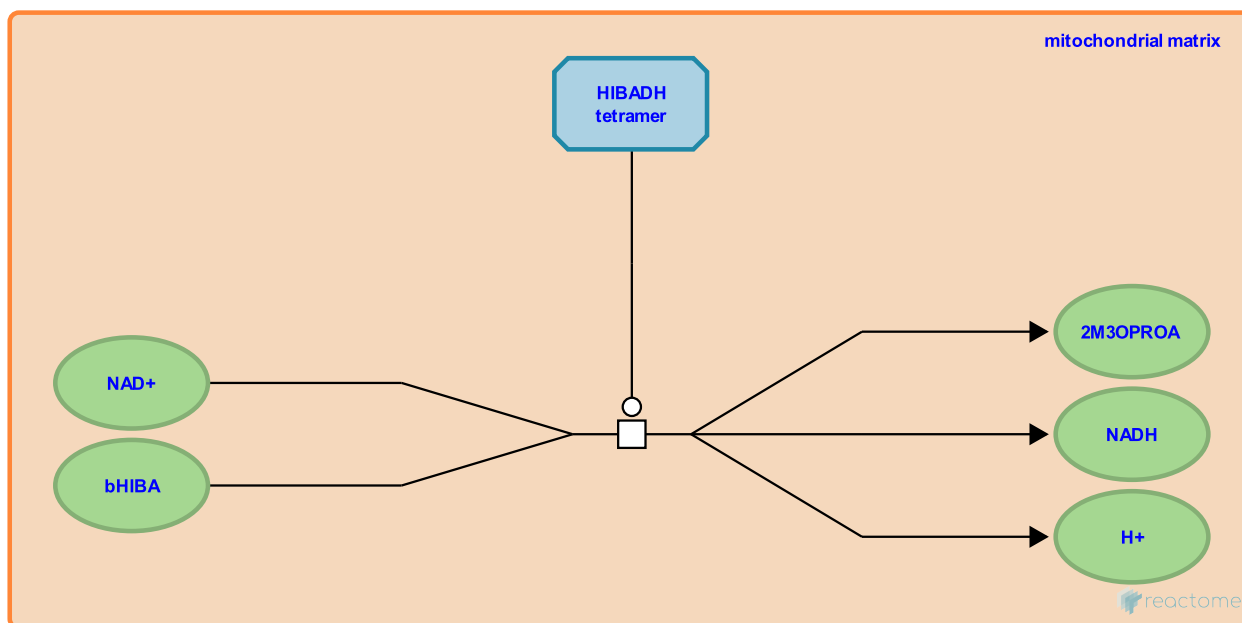 mitochondrial matrix
HIBADH
tetramer
2M3OPROA
NAD+
NADH
bHIBA
H+
reactome